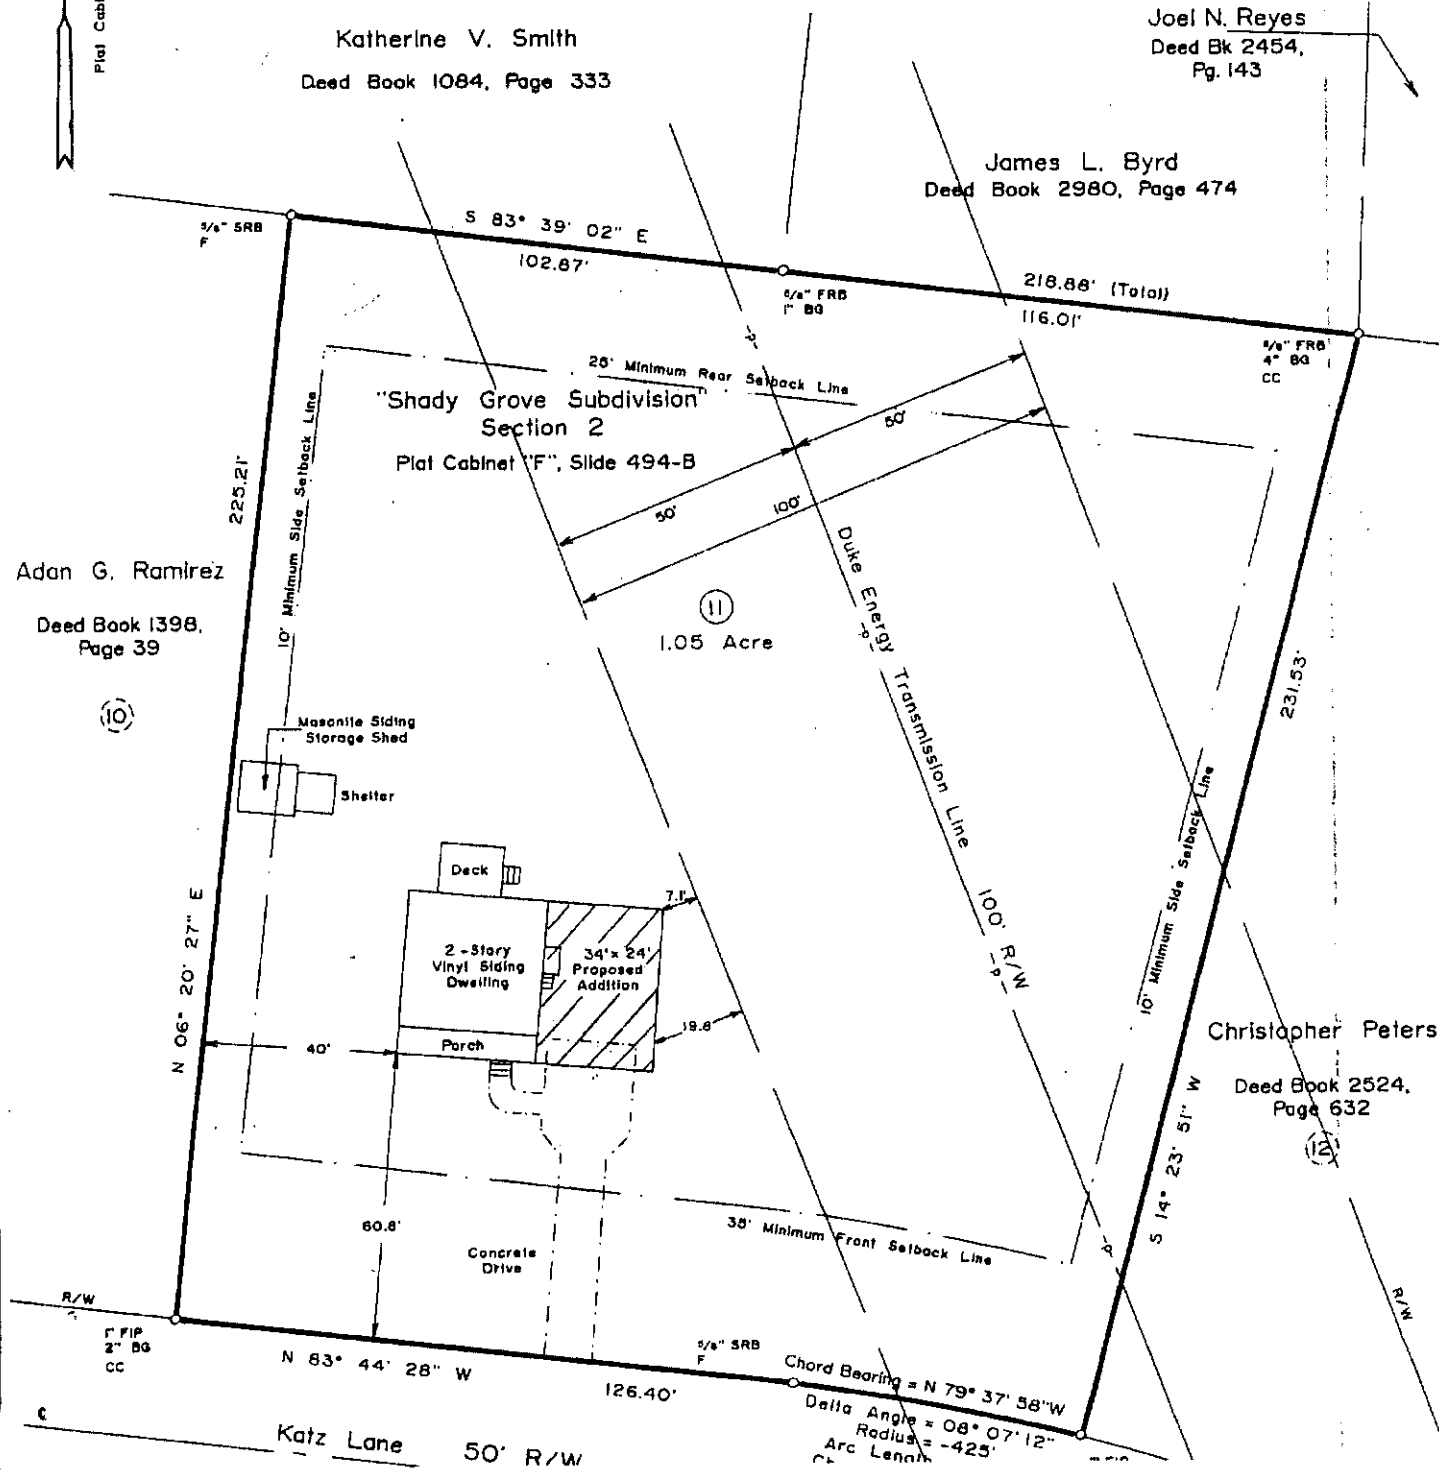 Plat Cabi
Katherine V. Smith
Deed Book 1084, Page 333
Joel N. Reyes
Deed Bk 2454,
Pg. 143
James L. Byrd
Deed Book 2980, Page 474
5/8" SRB
F
S 83° 39' 02" E
102.87'
5/8" FRB
1" BG
218.88' (Total)
116.01'
5/8" FRB
4" BG
CC
25' Minimum Rear Setback Line
"Shady Grove Subdivision"
Section 2
Plat Cabinet "F", Slide 494-B
10' Minimum Side Setback Line
225.21'
50'
50'
100'
-P-
Duke Energy Transmission Line 100' R/W
-P-
-P-
Adan G. Ramirez
Deed Book 1398,
Page 39
10
11
1.05 Acre
231.53'
Masonite Siding
Storage Shed
Shelter
10' Minimum Side Setback Line
Deck
7.1'
2-Story
Vinyl Siding
Dwelling
34' x 24'
Proposed
Addition
19.8'
Porch
40'
N 06° 20' 27" E
Christopher Peters
Deed Book 2524,
Page 632
12
S 14° 23' 51" W
60.8'
35' Minimum Front Setback Line
-P-
Concrete
Drive
R/W
R/W
1" FIP
2" BG
CC
N 83° 44' 28" W
126.40'
5/8" SRB
F
Chord Bearing = N 79° 37' 58"W
Delta Angle = 08° 07' 12"
Radius = -425'
Arc Length
Katz Lane 50' R/W